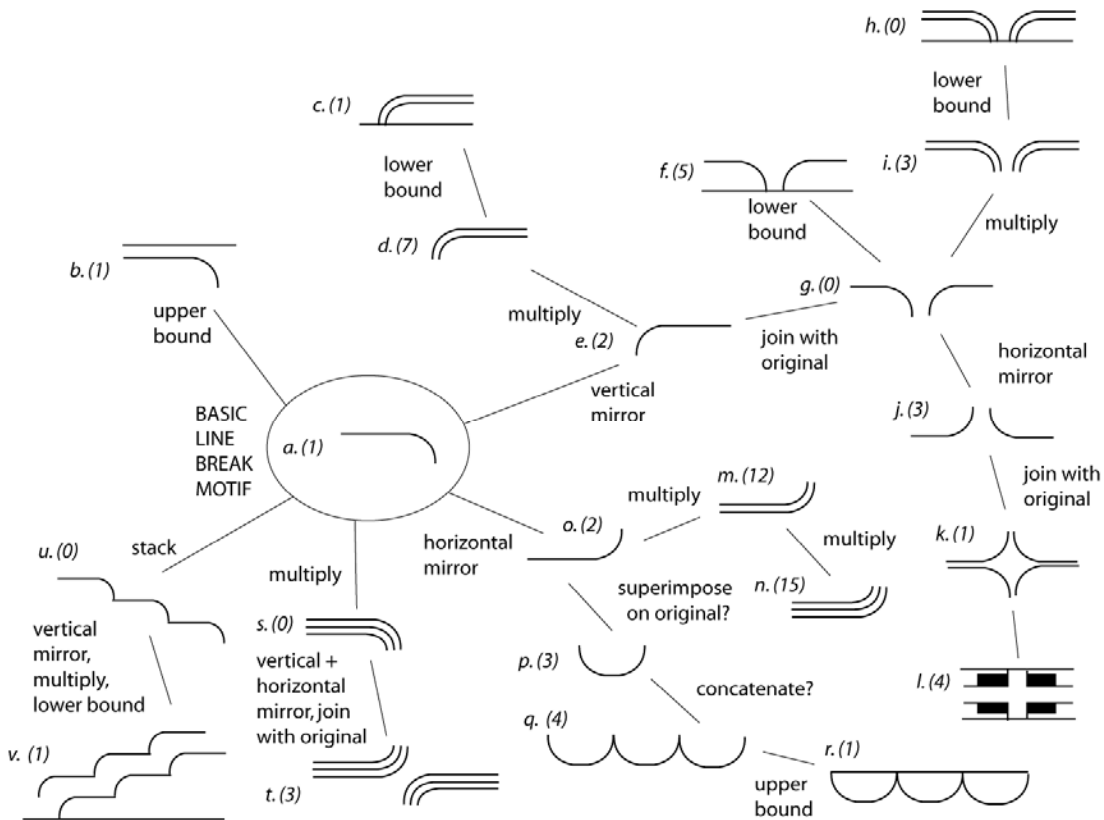 h. (0)
lower
bound
c. (1)
lower
bound
i. (3)
f. (5)
lower
bound
multiply
d. (7)
b. (1)
upper
bound
multiply
g. (0)
e. (2)
join with
original
vertical
mirror
horizontal
mirror
BASIC
LINE
BREAK
MOTIF
a. (1)
j. (3)
join with
original
m. (12)
multiply
o. (2)
horizontal
mirror
multiply
n. (15)
k. (1)
u. (0)
stack
multiply
superimpose
on original?
s. (0)
vertical
mirror,
multiply,
lower bound
vertical +
horizontal
mirror, join
with original
p. (3)
concatenate?
l. (4)
q. (4)
v. (1)
r. (1)
t. (3)
upper
bound